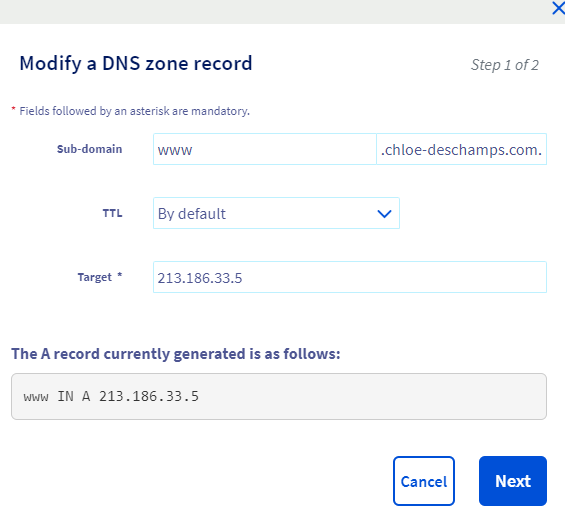 Modify a DNS zone record
Step 1 of 2
* Fields followed by an asterisk are mandatory.
Sub-domain www .chloe-deschamps.com.
TTL By default
Target * 213.186.33.5
The A record currently generated is as follows:
www IN A 213.186.33.5
Cancel Next